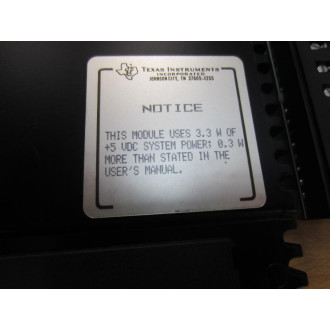 TEXAS INSTRUMENTS
INCORPORATED
JOHNSON CITY, TN 37605-1255
NOTICE
THIS MODULE USES 3.3 W OF
+5 VDC SYSTEM POWER; 0.3 W
MORE THAN STATED IN THE
USER'S MANUAL.